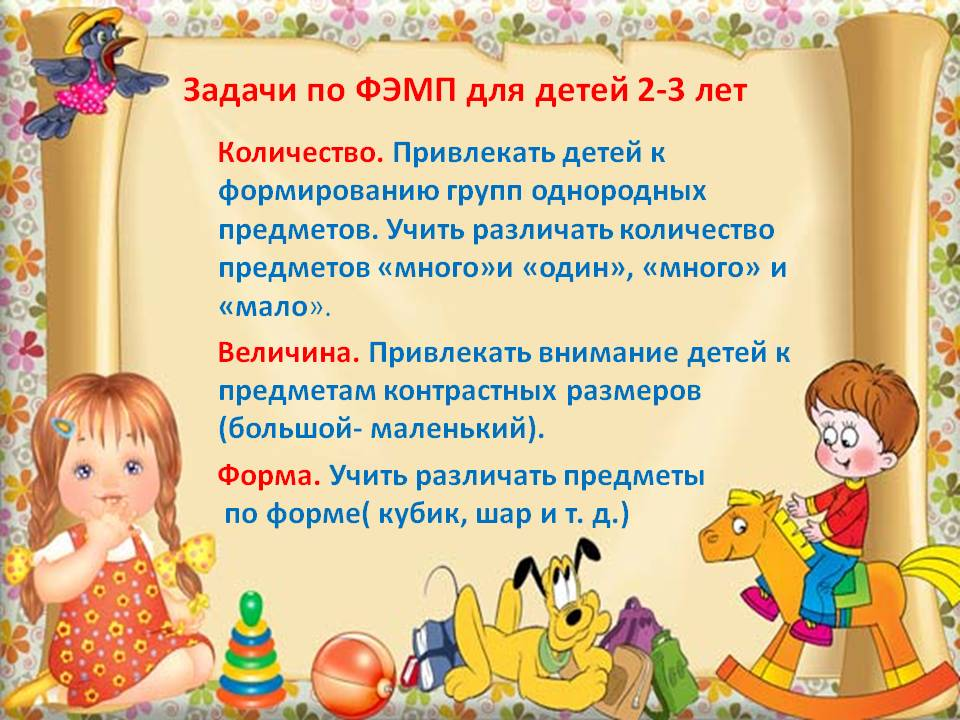 Задачи по ФЭМП для детей 2-3 лет
Количество. Привлекать детей к
формированию групп однородных
предметов. Учить различать количество
предметов «много»и «один», «много» и
«мало».
Величина. Привлекать внимание детей к
предметам контрастных размеров
(большой- маленький).
Форма. Учить различать предметы
по форме( кубик, шар и т. д.)